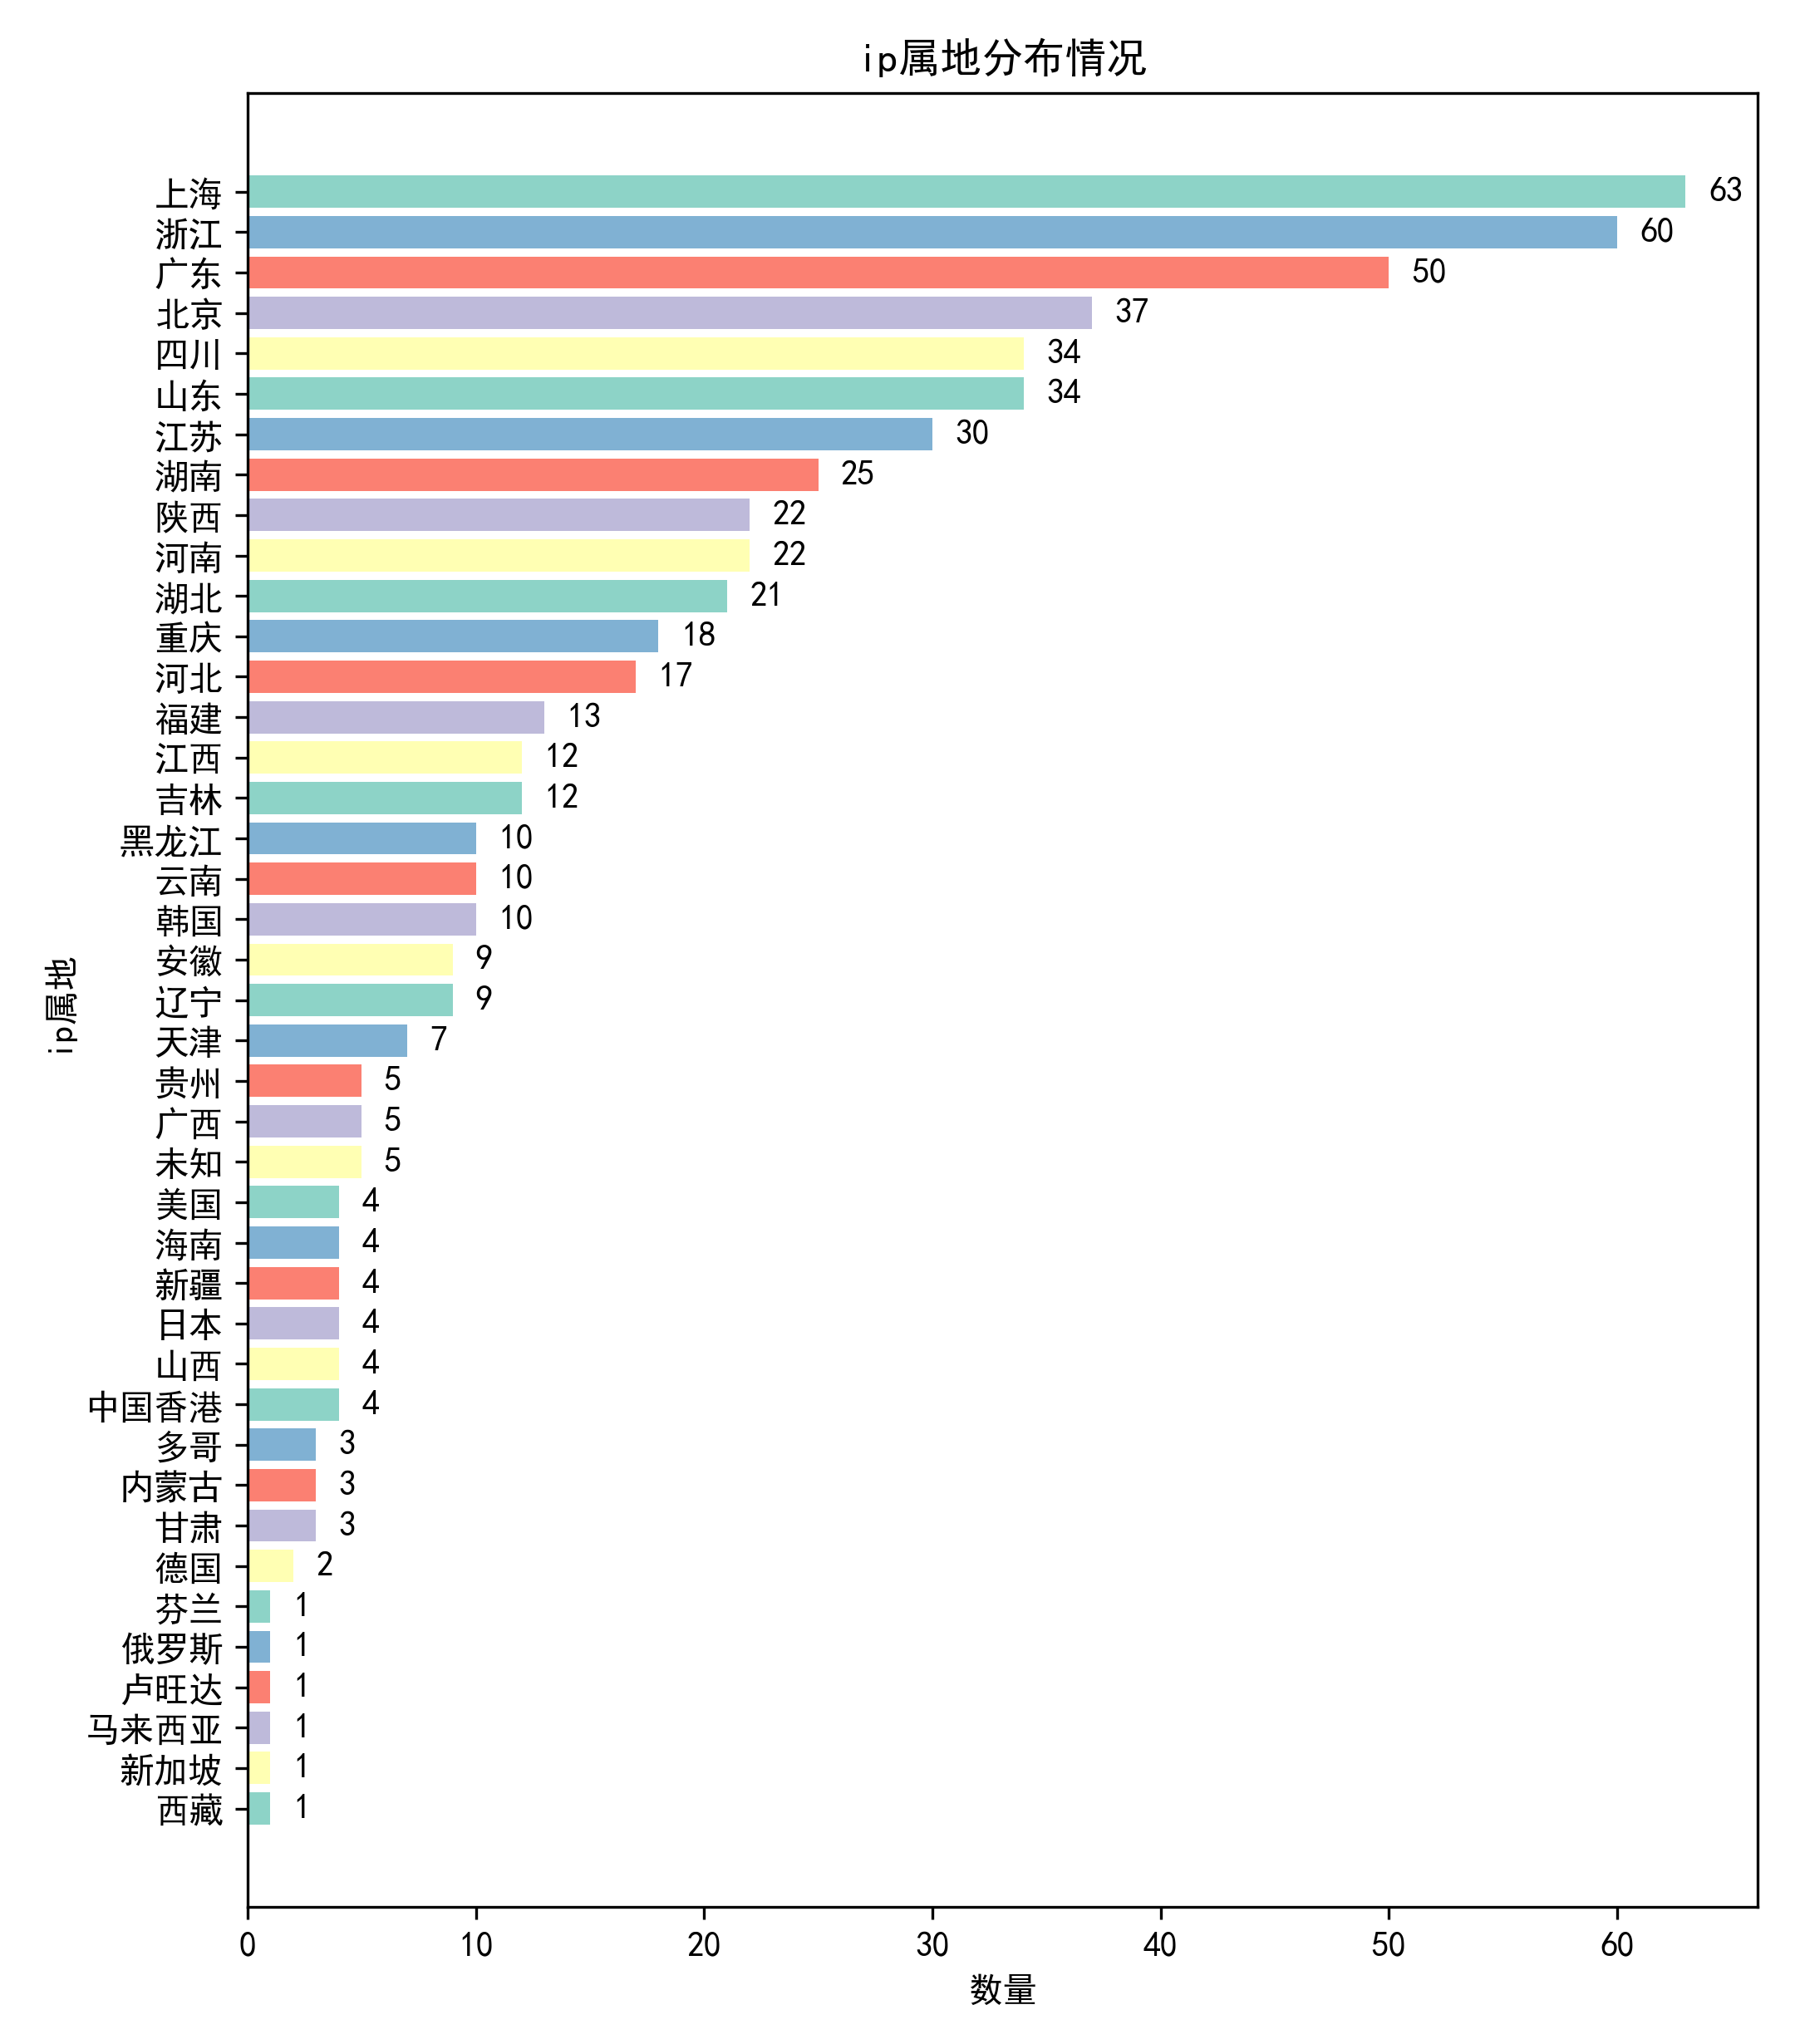 ip属地分布情况
上海 63
浙江 60
广东 50
北京 37
四川 34
山东 34
江苏 30
湖南 25
陕西 22
河南 22
湖北 21
重庆 18
河北 17
福建 13
江西 12
吉林 12
黑龙江 10
云南 10
韩国 10
安徽 9
辽宁 9
天津 7
贵州 5
广西 5
未知 5
美国 4
海南 4
新疆 4
日本 4
山西 4
中国香港 4
多哥 3
内蒙古 3
甘肃 3
德国 2
芬兰 1
俄罗斯 1
卢旺达 1
马来西亚 1
新加坡 1
西藏 1
ip属地
0 10 20 30 40 50 60
数量